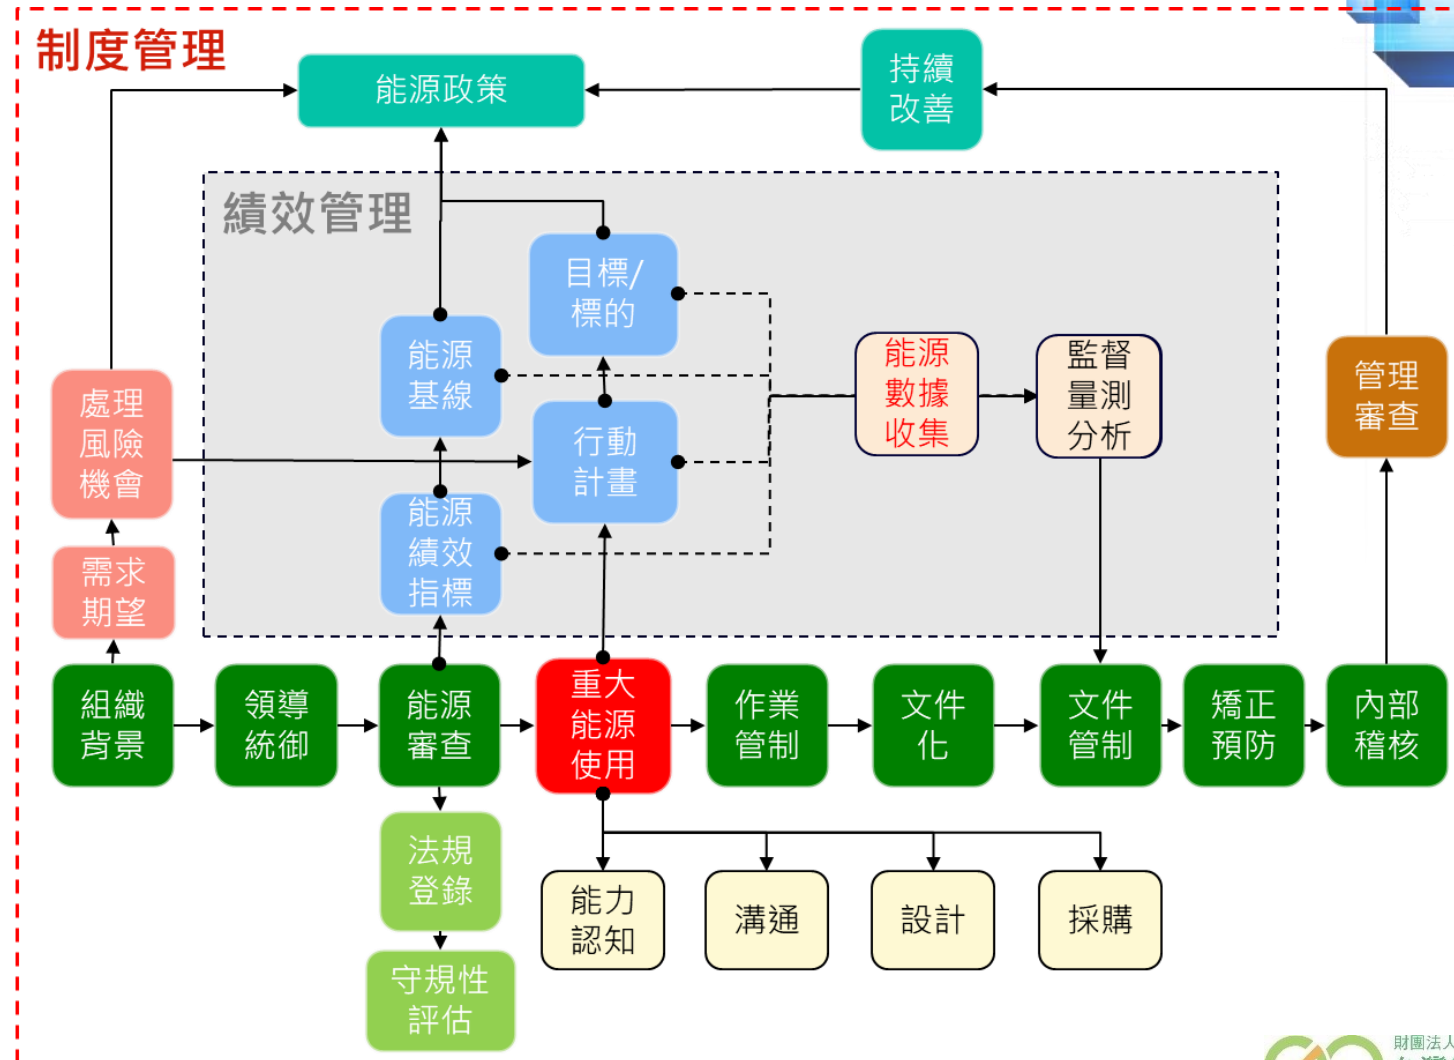 制度管理
能源政策
持續
改善
績效管理
目標/
標的
能源
基線
能源
數據
收集
監督
量測
分析
管理
審查
處理
風險
機會
行動
計畫
能源
績效
指標
需求
期望
組織
背景
領導
統御
能源
審查
重大
能源
使用
作業
管制
文件
化
文件
管制
矯正
預防
內部
稽核
法規
登錄
能力
認知
溝通
設計
採購
守規性
評估
財團法人